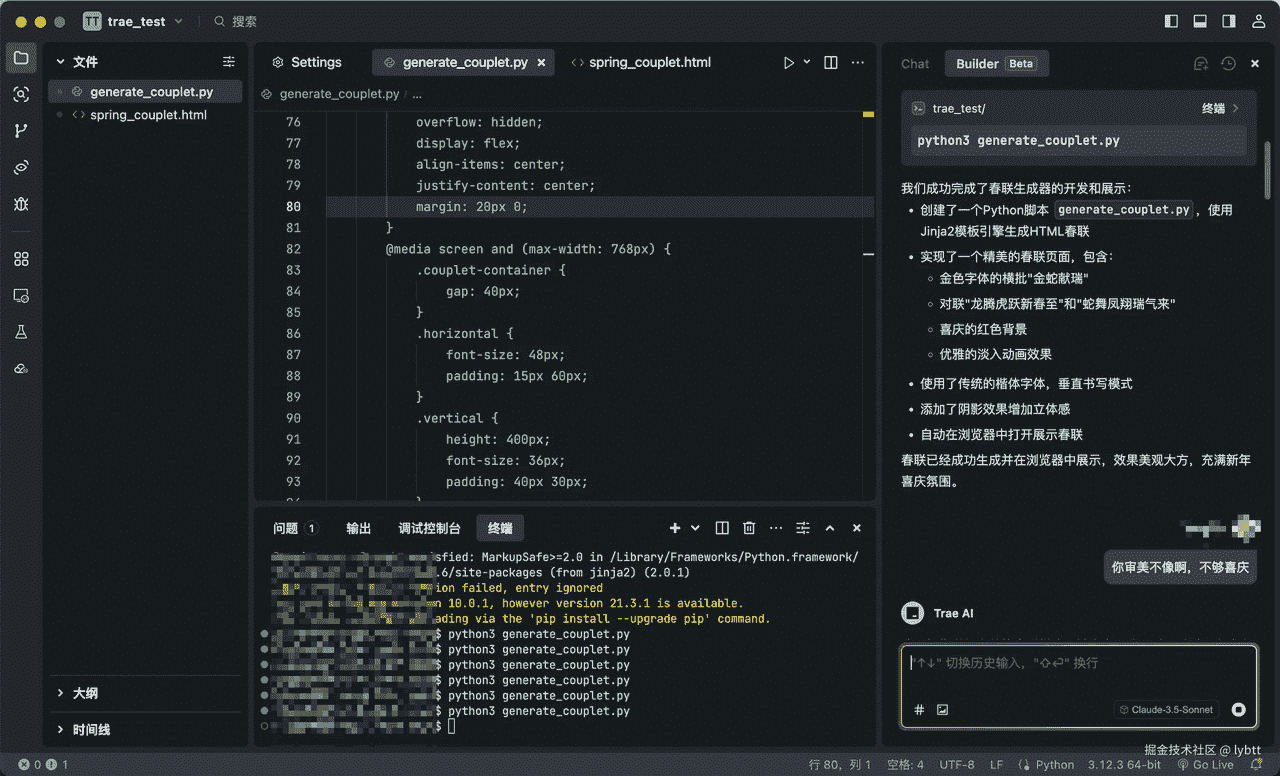 trae_test
搜索
文件
generate_couplet.py
spring_couplet.html
大纲
时间线
Settings
generate_couplet.py
spring_couplet.html
generate_couplet.py / ...
76 overflow: hidden;
77 display: flex;
78 align-items: center;
79 justify-content: center;
80 margin: 20px 0;
81 }
82 @media screen and (max-width: 768px) {
83 .couplet-container {
84 gap: 40px;
85 }
86 .horizontal {
87 font-size: 48px;
88 padding: 15px 60px;
89 }
90 .vertical {
91 height: 400px;
92 font-size: 36px;
93 padding: 40px 30px;
问题 1 输出 调试控制台 终端
sfied: MarkupSafe>=2.0 in /Library/Frameworks/Python.framework/
.6/site-packages (from jinja2) (2.0.1)
ion failed, entry ignored
10.0.1, however version 21.3.1 is available.
ading via the 'pip install --upgrade pip' command.
$ python3 generate_couplet.py
$ python3 generate_couplet.py
$ python3 generate_couplet.py
$ python3 generate_couplet.py
$ python3 generate_couplet.py
$ python3 generate_couplet.py
$
Chat Builder Beta
trae_test/ 终端
python3 generate_couplet.py
我们成功完成了春联生成器的开发和展示：
• 创建了一个Python脚本 generate_couplet.py ，使用
Jinja2模板引擎生成HTML春联
• 实现了一个精美的春联页面，包含：
◦ 金色字体的横批"金蛇献瑞"
◦ 对联"龙腾虎跃新春至"和"蛇舞凤翔瑞气来"
◦ 喜庆的红色背景
◦ 优雅的淡入动画效果
• 使用了传统的楷体字体，垂直书写模式
• 添加了阴影效果增加立体感
• 自动在浏览器中打开展示春联
春联已经成功生成并在浏览器中展示，效果美观大方，充满新年
喜庆氛围。
你审美不像啊，不够喜庆
Trae AI
"↑↓" 切换历史输入，"⇧⏎" 换行
# Claude-3.5-Sonnet
掘金技术社区 @ lybtt
0 1 行 80，列 1 空格: 4 UTF-8 LF Python 3.12.3 64-bit Go Live